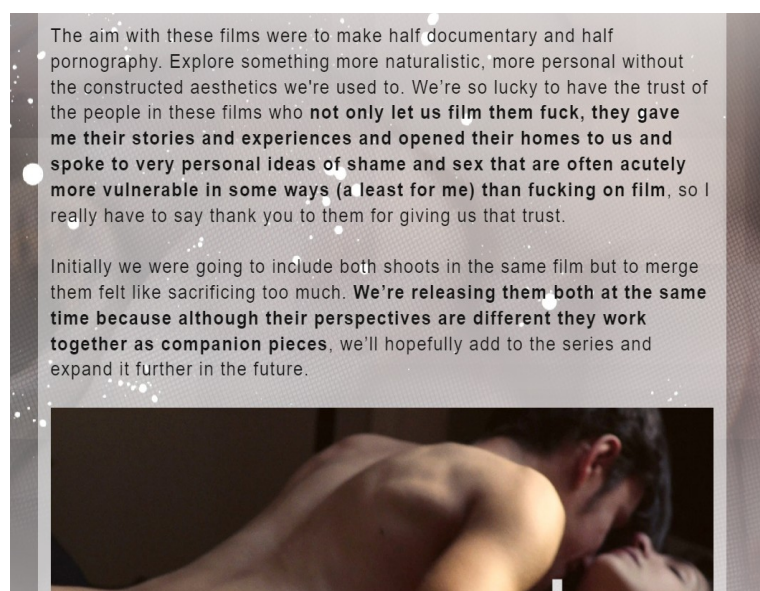 The aim with these films were to make half documentary and half
pornography. Explore something more naturalistic, more personal without
the constructed aesthetics we're used to. We're so lucky to have the trust of
the people in these films who not only let us film them fuck, they gave
me their stories and experiences and opened their homes to us and
spoke to very personal ideas of shame and sex that are often acutely
more vulnerable in some ways (a least for me) than fucking on film, so I
really have to say thank you to them for giving us that trust.
Initially we were going to include both shoots in the same film but to merge
them felt like sacrificing too much. We're releasing them both at the same
time because although their perspectives are different they work
together as companion pieces, we'll hopefully add to the series and
expand it further in the future.